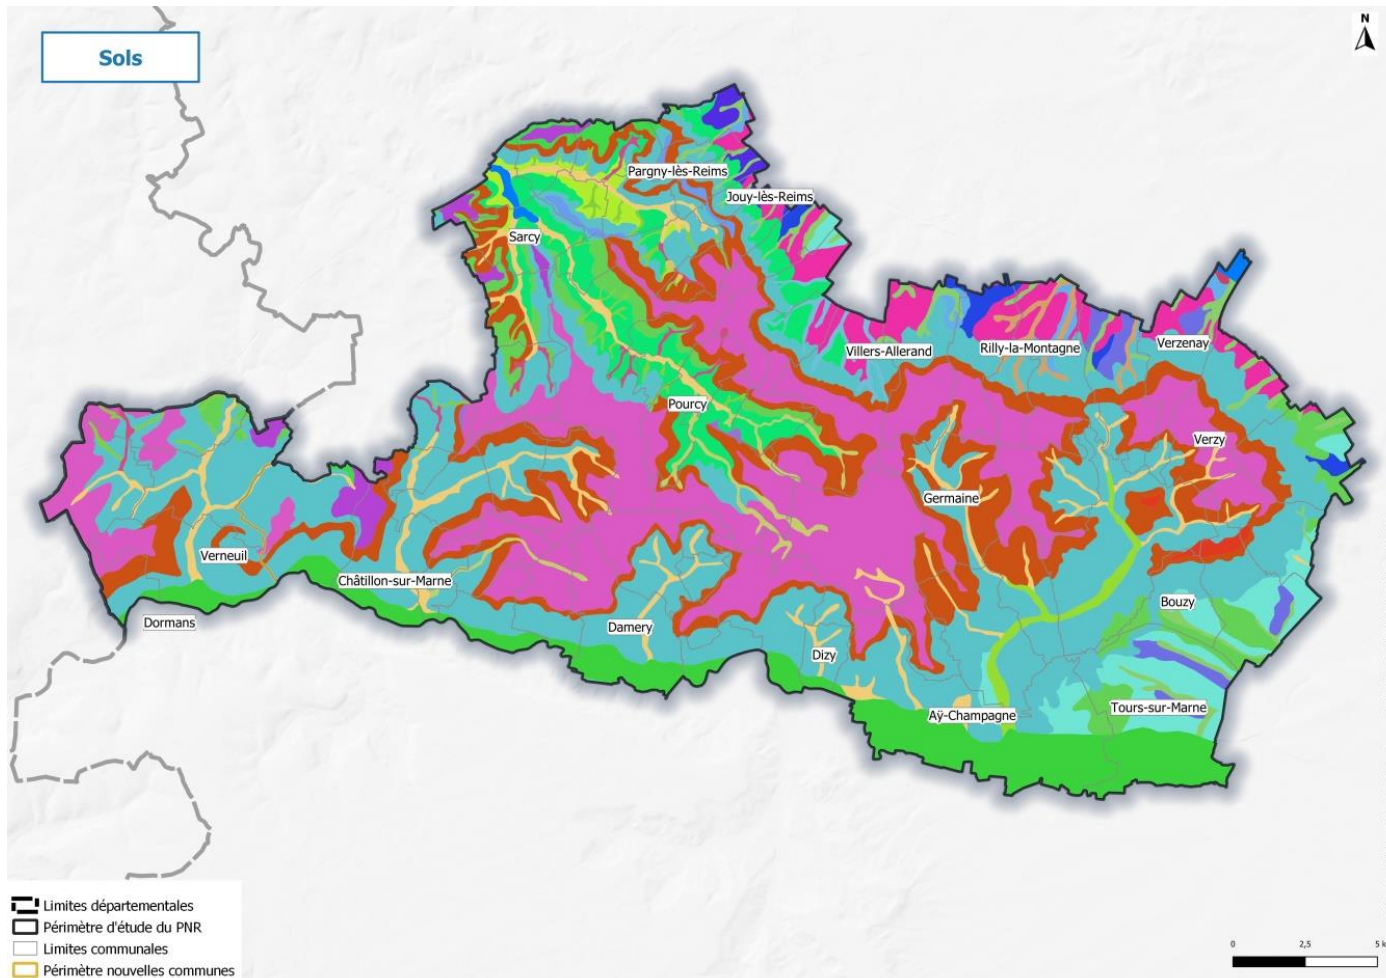 Sols
N
Pargny-lès-Reims
Jouy-lès-Reims
Sarcy
Villers-Allerand
Rilly-la-Montagne
Verzenay
Pourcy
Verzy
Germaine
Verneuil
Châtillon-sur-Marne
Bouzy
Dormans
Damery
Dizy
Aÿ-Champagne
Tours-sur-Marne
Limites départementales
Périmètre d'étude du PNR
Limites communales
Périmètre nouvelles communes
0 2,5 5 k